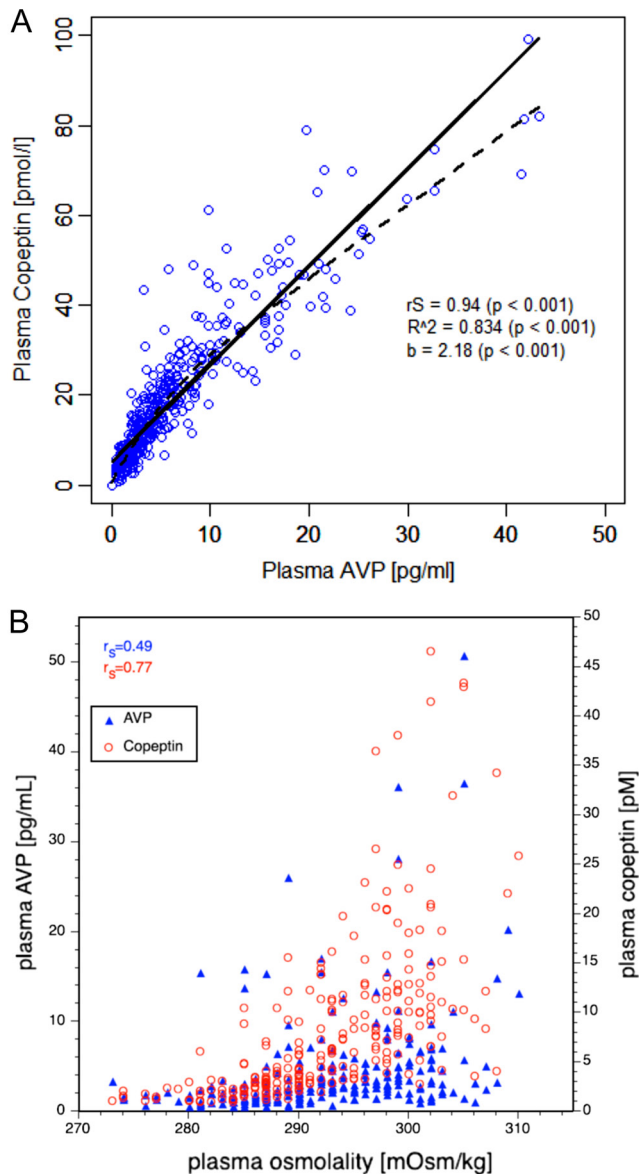 A
100
80
60
40
20
0
Plasma Copeptin [pmol/l]
rS = 0.94 (p < 0.001)
R^2 = 0.834 (p < 0.001)
b = 2.18 (p < 0.001)
0 10 20 30 40 50
Plasma AVP [pg/ml]
B
rs=0.49
rs=0.77
AVP
Copeptin
50
40
30
20
10
0
plasma AVP [pg/mL]
50
45
40
35
30
25
20
15
10
5
0
plasma copeptin [pM]
270 280 290 300 310
plasma osmolality [mOsm/kg]